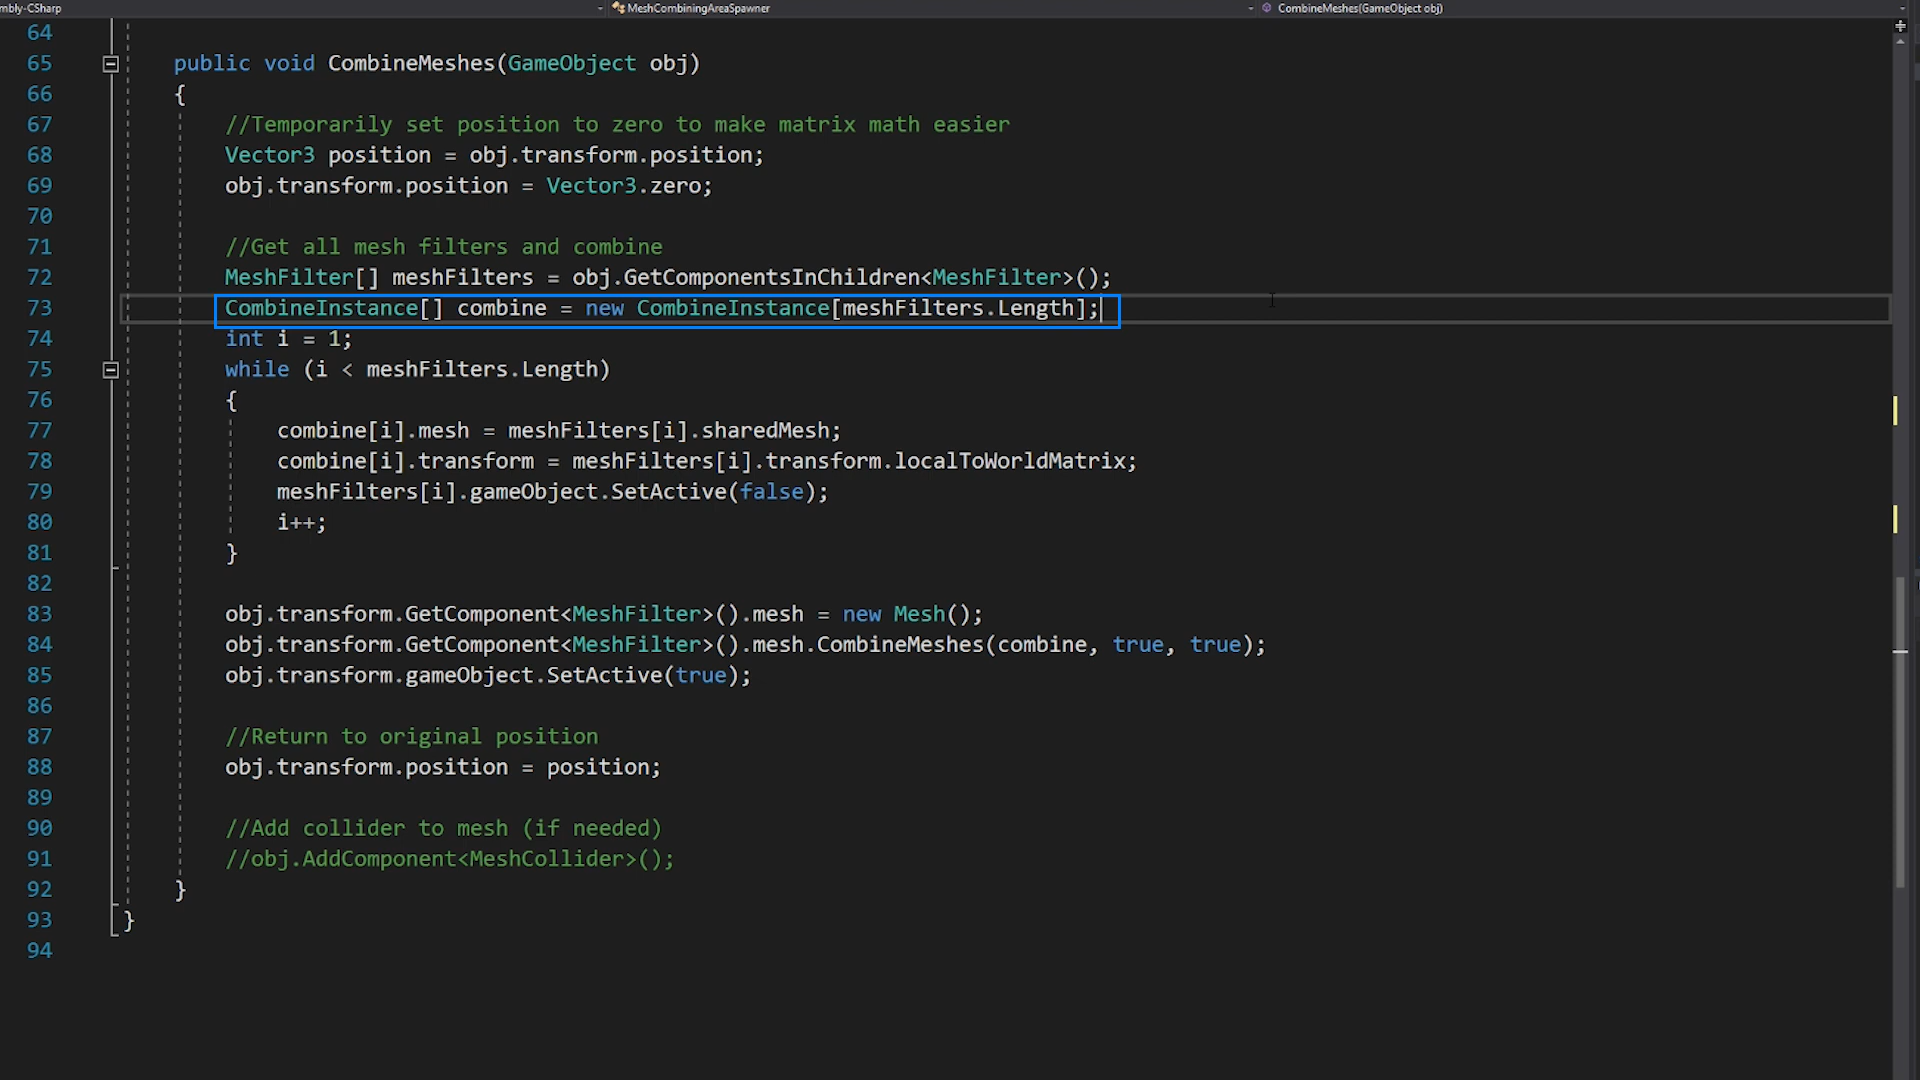 mbly-CSharp MeshCombiningAreaSpawner CombineMeshes(GameObject obj)
64
65 public void CombineMeshes(GameObject obj)
66 {
67 //Temporarily set position to zero to make matrix math easier
68 Vector3 position = obj.transform.position;
69 obj.transform.position = Vector3.zero;
70
71 //Get all mesh filters and combine
72 MeshFilter[] meshFilters = obj.GetComponentsInChildren<MeshFilter>();
73 CombineInstance[] combine = new CombineInstance[meshFilters.Length];
74 int i = 1;
75 while (i < meshFilters.Length)
76 {
77 combine[i].mesh = meshFilters[i].sharedMesh;
78 combine[i].transform = meshFilters[i].transform.localToWorldMatrix;
79 meshFilters[i].gameObject.SetActive(false);
80 i++;
81 }
82
83 obj.transform.GetComponent<MeshFilter>().mesh = new Mesh();
84 obj.transform.GetComponent<MeshFilter>().mesh.CombineMeshes(combine, true, true);
85 obj.transform.gameObject.SetActive(true);
86
87 //Return to original position
88 obj.transform.position = position;
89
90 //Add collider to mesh (if needed)
91 //obj.AddComponent<MeshCollider>();
92 }
93 }
94